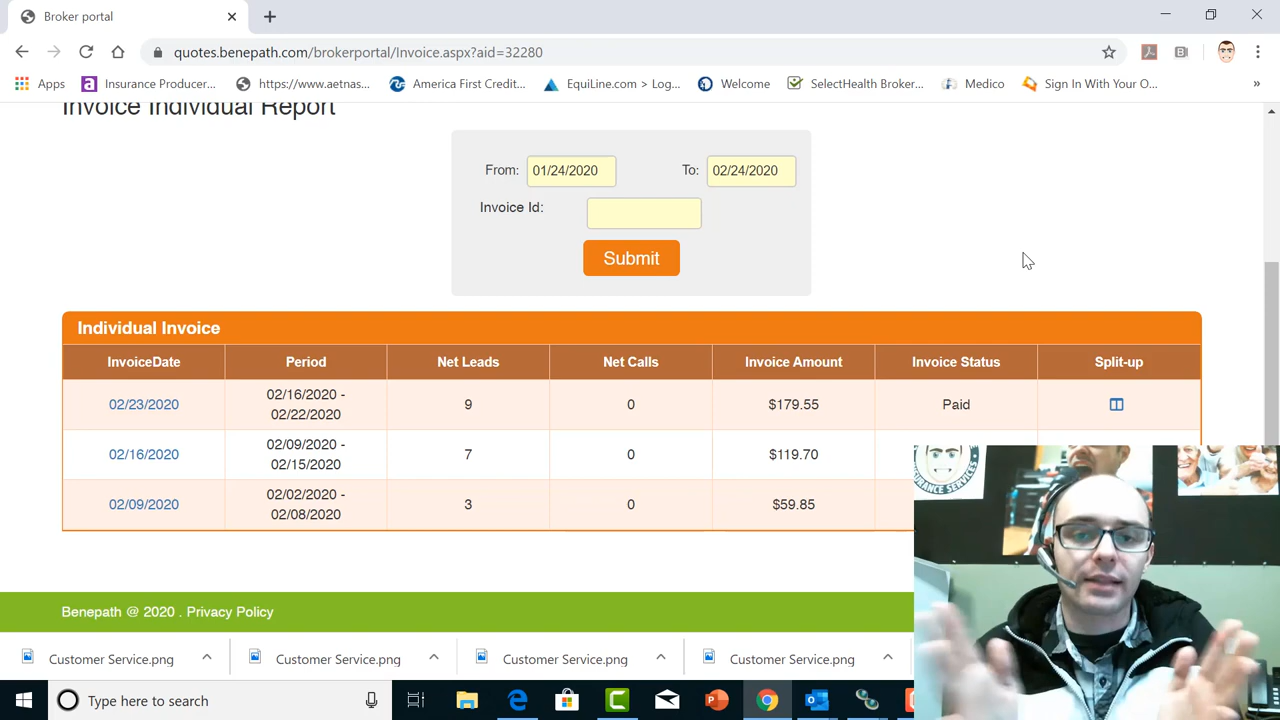 Broker portal
quotes.benepath.com/brokerportal/Invoice.aspx?aid=32280
Apps Insurance Producer... https://www.aetnas... America First Credit... EquiLine.com > Log... Welcome SelectHealth Broker... Medico Sign In With Your O... »
Invoice Individual Report
From: 01/24/2020 To: 02/24/2020
Invoice Id:
Submit
Individual Invoice
InvoiceDate Period Net Leads Net Calls Invoice Amount Invoice Status Split-up
02/23/2020 02/16/2020 - 02/22/2020 9 0 $179.55 Paid
02/16/2020 02/09/2020 - 02/15/2020 7 0 $119.70
02/09/2020 02/02/2020 - 02/08/2020 3 0 $59.85
INSURANCE SERVICES
Benepath @ 2020 . Privacy Policy
Customer Service.png Customer Service.png Customer Service.png Customer Service.png
Type here to search